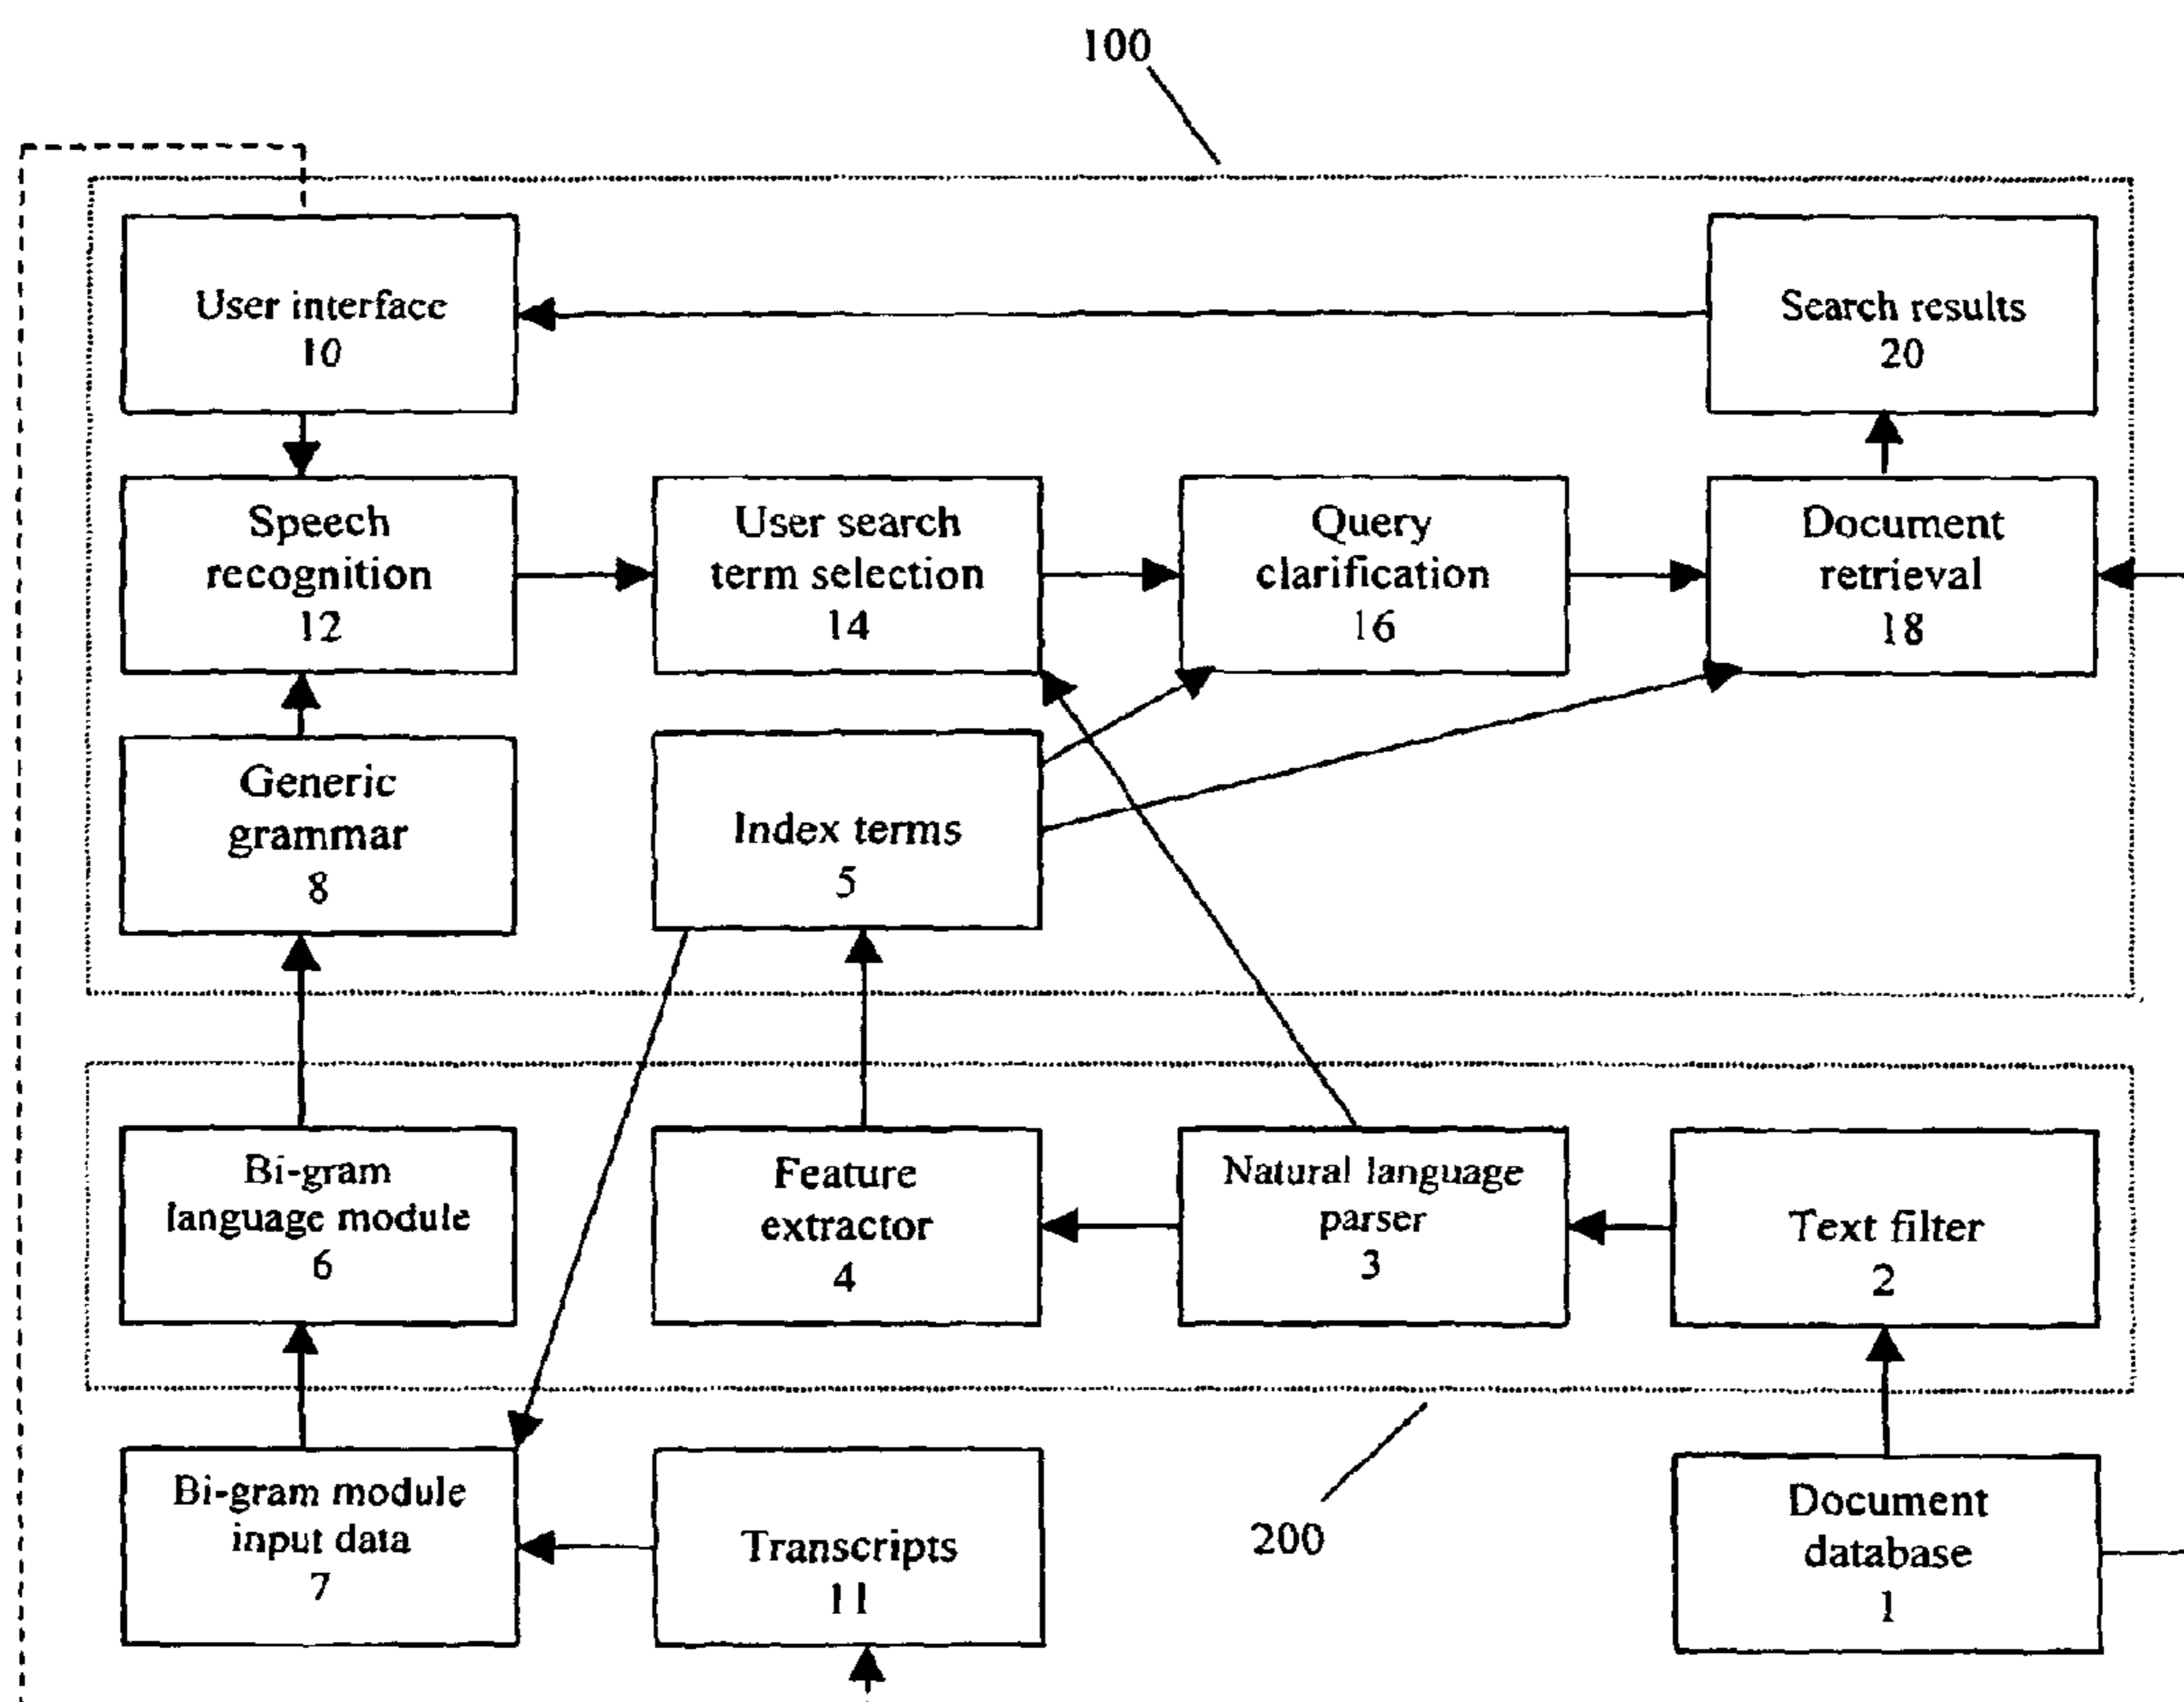 100
User interface
10
Search results
20
Speech
recognition
12
User search
term selection
14
Query
clarification
16
Document
retrieval
18
Generic
grammar
8
Index terms
5
Bi-gram
language module
6
Feature
extractor
4
Natural language
parser
3
Text filter
2
Bi-gram module
input data
7
Transcripts
11
200
Document
database
1